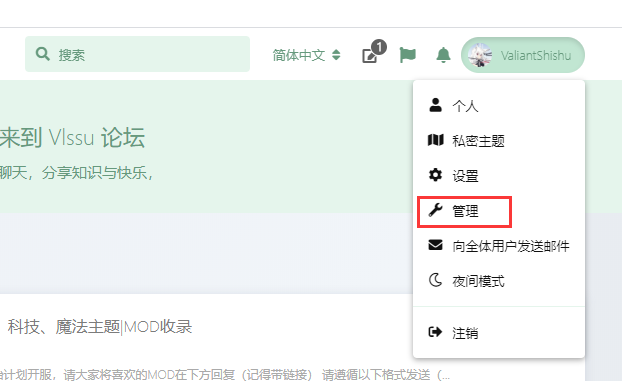 搜索
简体中文
1
ValiantShishu
个人
私密主题
设置
管理
向全体用户发送邮件
夜间模式
注销
来到 Vlssu 论坛
聊天，分享知识与快乐，
科技、魔法主题|MOD收录
计划开服，请大家将喜欢的MOD在下方回复（记得带链接） 请遵循以下格式发送（...